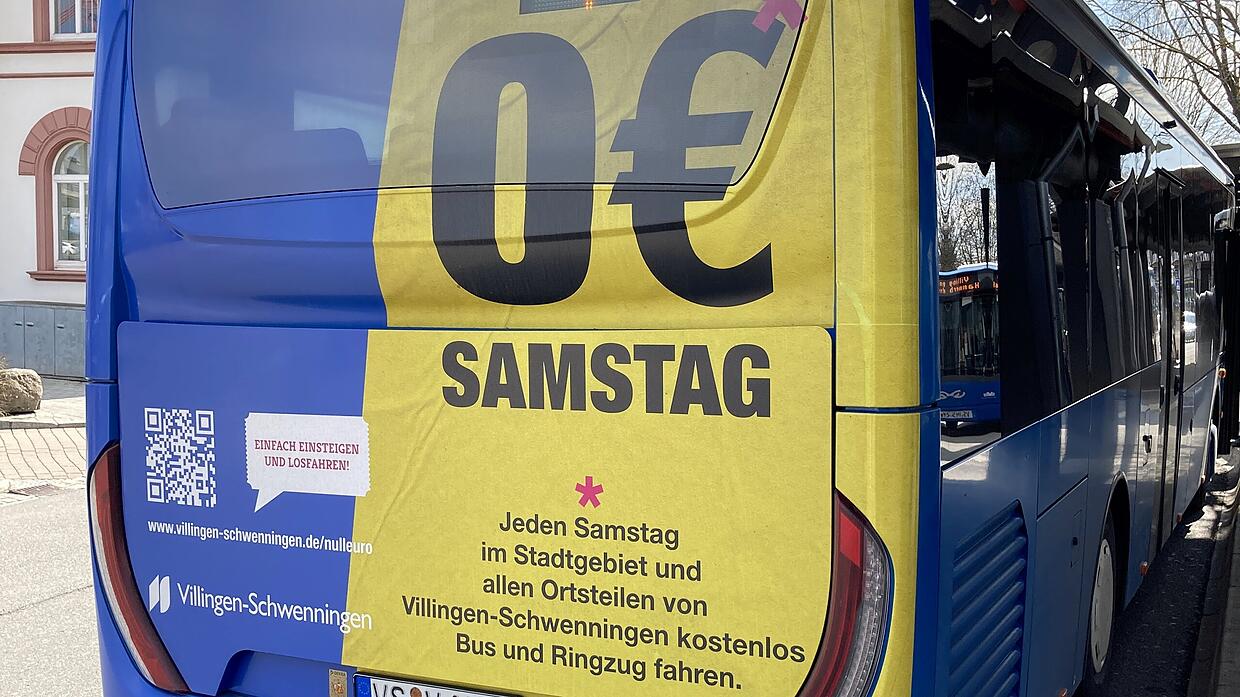 0€*
SAMSTAG
EINFACH EINSTEIGEN
UND LOSFAHREN!
www.villingen-schwenningen.de/nulleuro
Villingen-Schwenningen
*
Jeden Samstag
im Stadtgebiet und
allen Ortsteilen von
Villingen-Schwenningen kostenlos
Bus und Ringzug fahren.